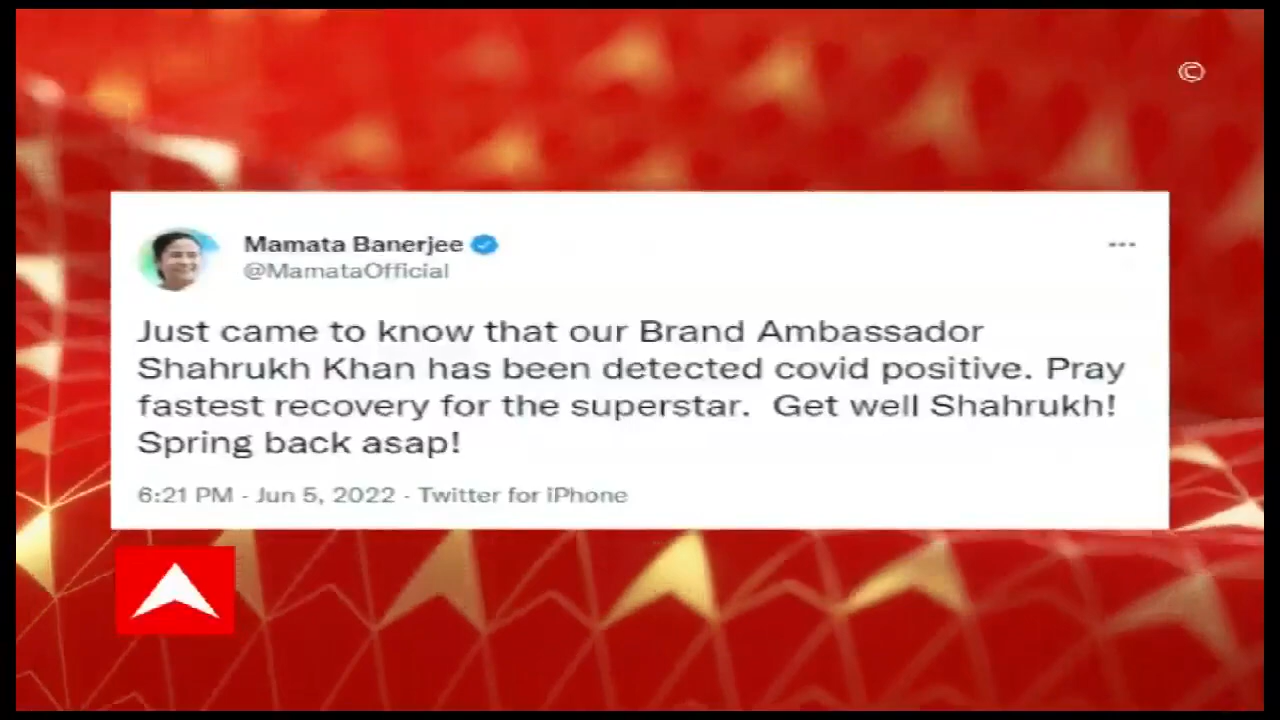 ©
Mamata Banerjee
@MamataOfficial
Just came to know that our Brand Ambassador
Shahrukh Khan has been detected covid positive. Pray
fastest recovery for the superstar. Get well Shahrukh!
Spring back asap!
6:21 PM - Jun 5, 2022 - Twitter for iPhone